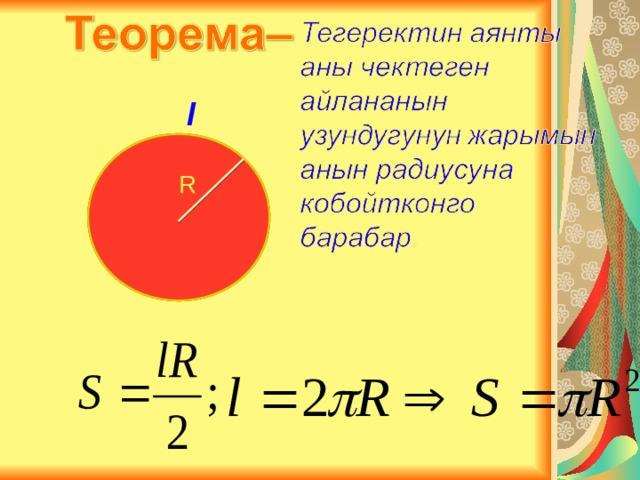 Теорема–
Тегеректин аянты
аны чектеген
айлананын
узундугунун жарымын
анын радиусуна
кобойтконго
барабар
l
R
S = lR/2; l = 2πR ⇒ S = πR²